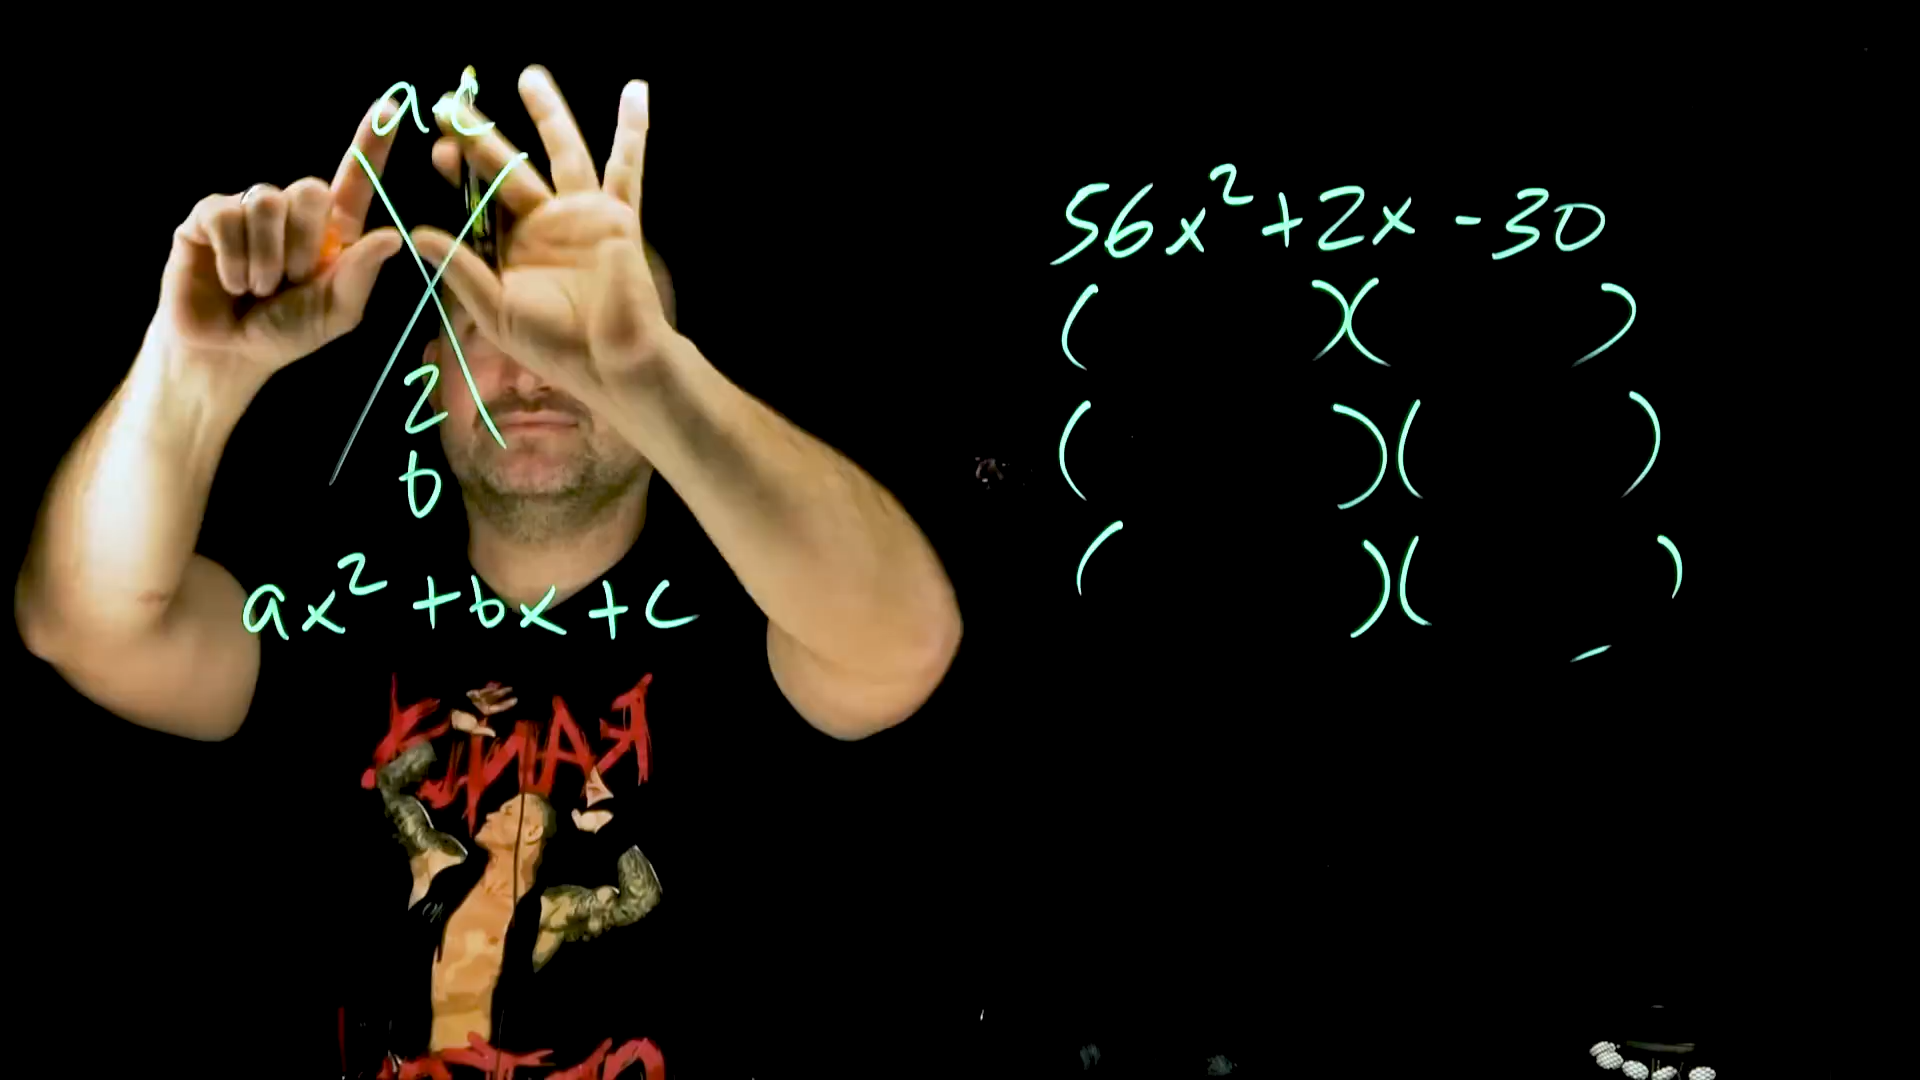 ac
2
b
ax² + bx + c
56x² + 2x - 30
( )( )
( )( )
( )( )